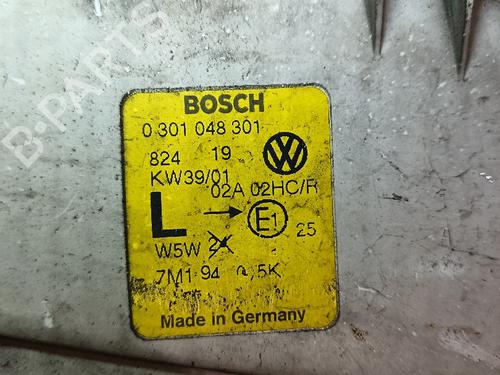 B-PARTS
BOSCH
0 301 048 301
824 19
KW39/01
02A 02HC/R
L → E1 25
W5W
7M1 94 5K
Made in Germany